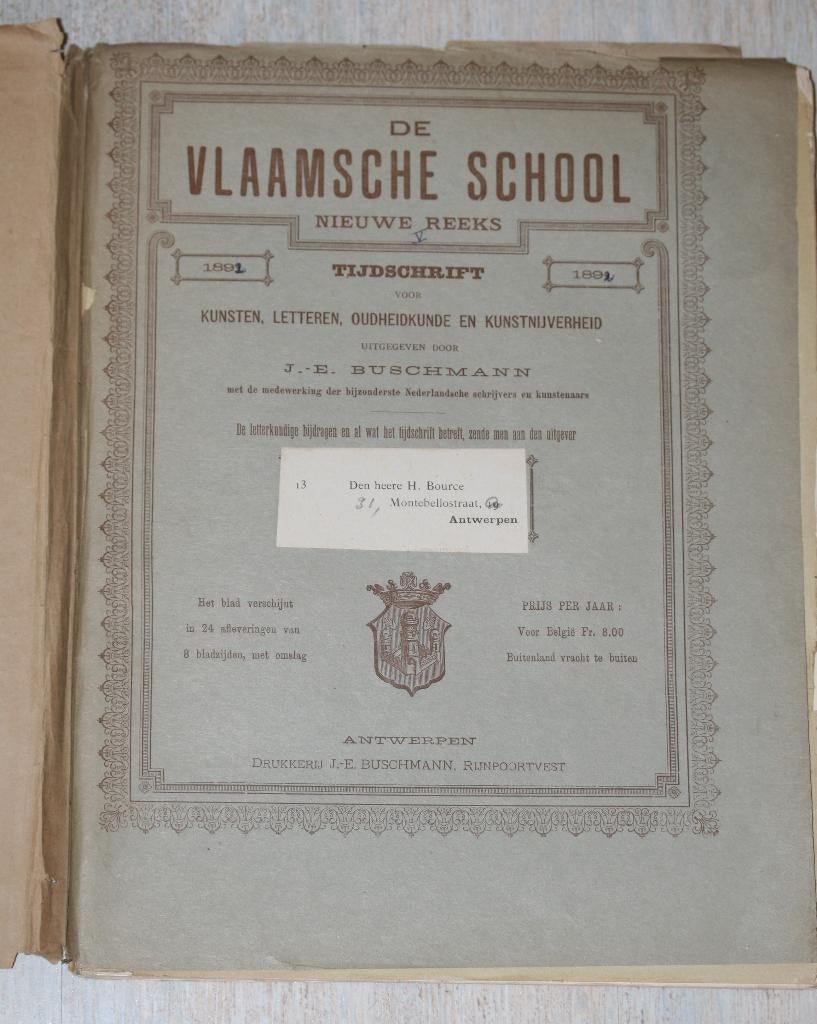 DE
VLAAMSCHE SCHOOL
NIEUWE REEKS
V
1892
1892
TIJDSCHRIFT
VOOR
KUNSTEN, LETTEREN, OUDHEIDKUNDE EN KUNSTNIJVERHEID
UITGEGEVEN DOOR
J.-E. BUSCHMANN
met de medewerking der bijzonderste Nederlandsche schrijvers en kunstenaars
De letterkundige bijdragen en al wat het tijdschrift betreft, zende men aan den uitgever
13 Den heere H. Bource
31, Montebellostraat,
Antwerpen
Het blad verschijnt
in 24 afleveringen van
8 bladzijden, met omslag
PRIJS PER JAAR :
Voor België Fr. 8.00
Buitenland vracht te buiten
ANTWERPEN
DRUKKERIJ J.-E. BUSCHMANN, RIJNPOORTVEST